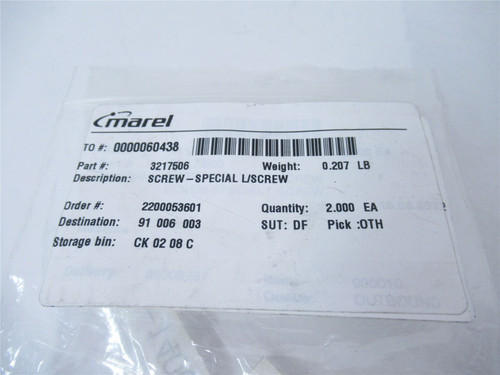 marel
TO #: 0000060438
Part #: 3217506 Weight: 0.207 LB
Description: SCREW-SPECIAL L/SCREW
Order #: 2200053601 Quantity: 2.000 EA
Destination: 91 006 003 SUT: DF Pick :OTH
Storage bin: CK 02 08 C